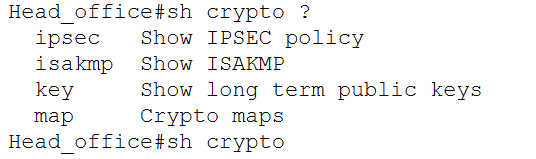 Head_office#sh crypto ?
  ipsec   Show IPSEC policy
  isakmp  Show ISAKMP
  key     Show long term public keys
  map     Crypto maps
Head_office#sh crypto